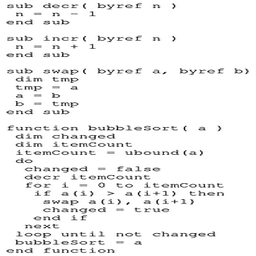 sub decr( byref n )
n = n - 1
end sub
sub incr( byref n )
n = n + 1
end sub
sub swap( byref a, byref b)
dim tmp
tmp = a
a = b
b = tmp
end sub
function bubbleSort( a )
dim changed
dim itemCount
itemCount = ubound(a)
do
changed = false
decr itemCount
for i = 0 to itemCount
if a(i) > a(i+1) then
swap a(i), a(i+1)
changed = true
end if
next
loop until not changed
bubbleSort = a
end function